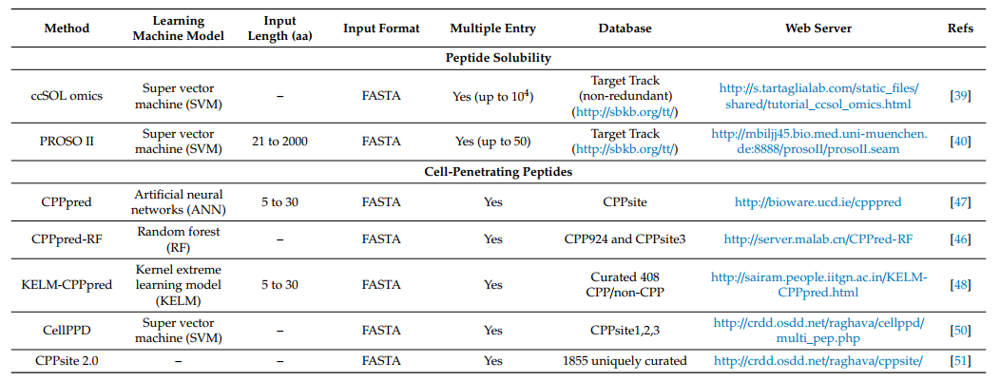 Method Learning Machine Model Input Length (aa) Input Format Multiple Entry Database Web Server Refs
Peptide Solubility
ccSOL omics Super vector machine (SVM) – FASTA Yes (up to 10⁴) Target Track (non-redundant) (http://sbkb.org/tt/) http://s.tartaglialab.com/static_files/shared/tutorial_ccsol_omics.html [39]
PROSO II Super vector machine (SVM) 21 to 2000 FASTA Yes (up to 50) Target Track (http://sbkb.org/tt/) http://mbiljj45.bio.med.uni-muenchen.de:8888/prosoII/prosoII.seam [40]
Cell-Penetrating Peptides
CPPpred Artificial neural networks (ANN) 5 to 30 FASTA Yes CPPsite http://bioware.ucd.ie/cpppred [47]
CPPpred-RF Random forest (RF) – FASTA Yes CPP924 and CPPsite3 http://server.malab.cn/CPPred-RF [46]
KELM-CPPpred Kernel extreme learning model (KELM) 5 to 30 FASTA Yes Curated 408 CPP/non-CPP http://sairam.people.iitgn.ac.in/KELM-CPPpred.html [48]
CellPPD Super vector machine (SVM) – FASTA Yes CPPsite1,2,3 http://crdd.osdd.net/raghava/cellppd/multi_pep.php [50]
CPPsite 2.0 – – FASTA Yes 1855 uniquely curated http://crdd.osdd.net/raghava/cppsite/ [51]